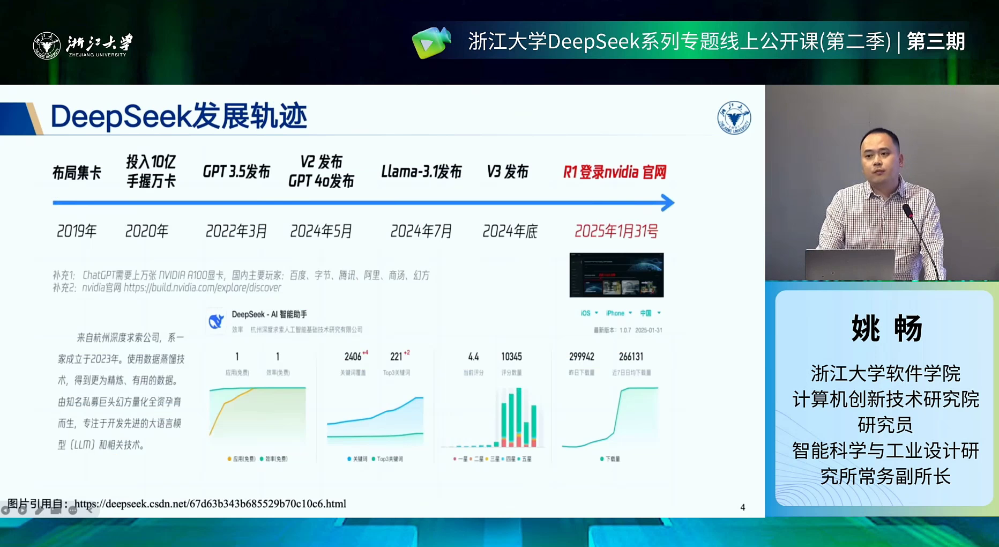 浙江大学
ZHEJIANG UNIVERSITY
浙江大学DeepSeek系列专题线上公开课(第二季) | 第三期
DeepSeek发展轨迹
布局集卡
投入10亿
手握万卡
GPT 3.5发布
V2 发布
GPT 4o发布
Llama-3.1发布
V3 发布
R1 登录nvidia 官网
2019年
2020年
2022年3月
2024年5月
2024年7月
2024年底
2025年1月31号
补充1: ChatGPT需要上万张 NVIDIA A100显卡，国内主要玩家：百度、字节、腾讯、阿里、商汤、幻方
补充2: nvidia官网 https://build.nvidia.com/explore/discover
DeepSeek - AI 智能助手
效率 杭州深度求索人工智能基础技术研究有限公司
iOS iPhone 中国
最新版本: 1.0.7 2025-01-31
来自杭州深度求索公司，系一
家成立于2023年。使用数据蒸馏技
术，得到更为精炼、有用的数据。
由知名私募巨头幻方量化全资孕育
而生，专注于开发先进的大语言模
型（LLM）和相关技术。
1 1
应用(免费) 效率(免费)
应用(免费) 效率(免费)
2406+4 221+2
关键词覆盖 Top3关键词
关键词 Top3关键词
4.4 10345
当前评分 评分数量
一星 二星 三星 四星 五星
299942 266131
昨日下载量 近7日日均下载量
下载量
图片引用自：https://deepseek.csdn.net/67d63b343b685529b70c10c6.html
4
姚 畅
浙江大学软件学院
计算机创新技术研究院
研究员
智能科学与工业设计研
究所常务副所长